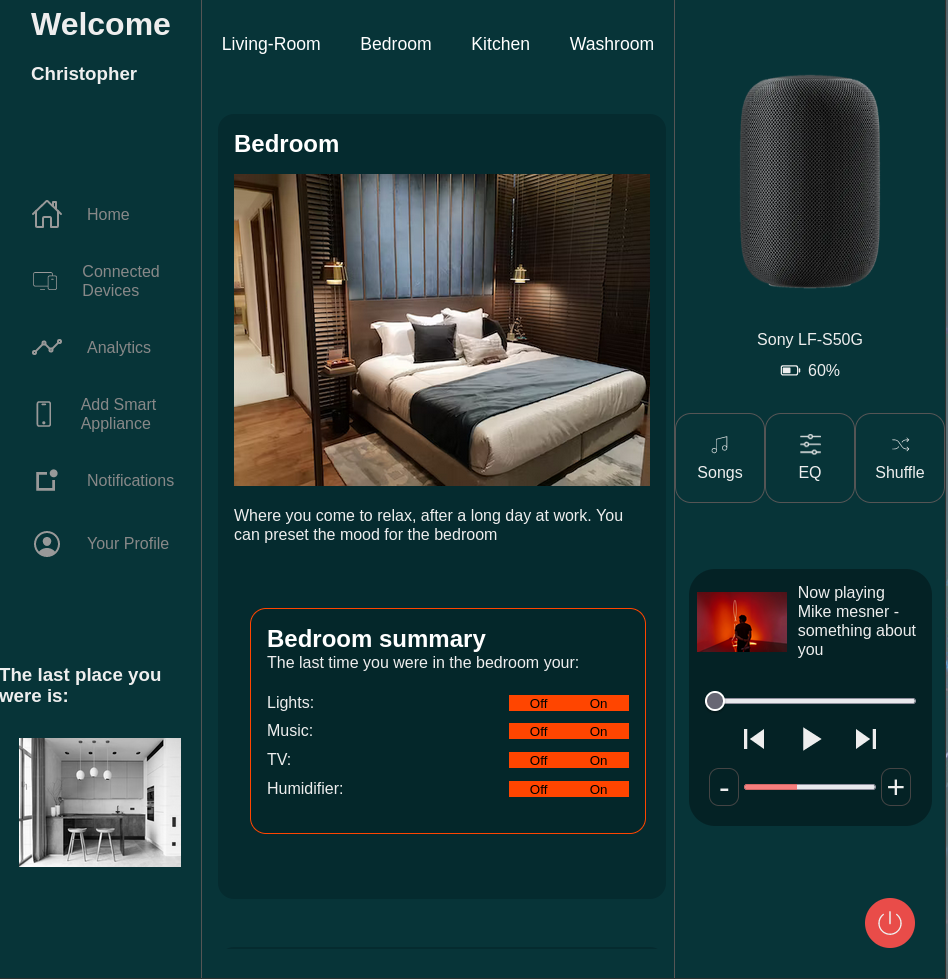 Welcome
Christopher
Home
Connected
Devices
Analytics
Add Smart
Appliance
Notifications
Your Profile
The last place you
were is:
Living-Room Bedroom Kitchen Washroom
Bedroom
Where you come to relax, after a long day at work. You
can preset the mood for the bedroom
Bedroom summary
The last time you were in the bedroom your:
Lights: Off On
Music: Off On
TV: Off On
Humidifier: Off On
Sony LF-S50G
60%
Songs EQ Shuffle
Now playing
Mike mesner -
something about
you
- +